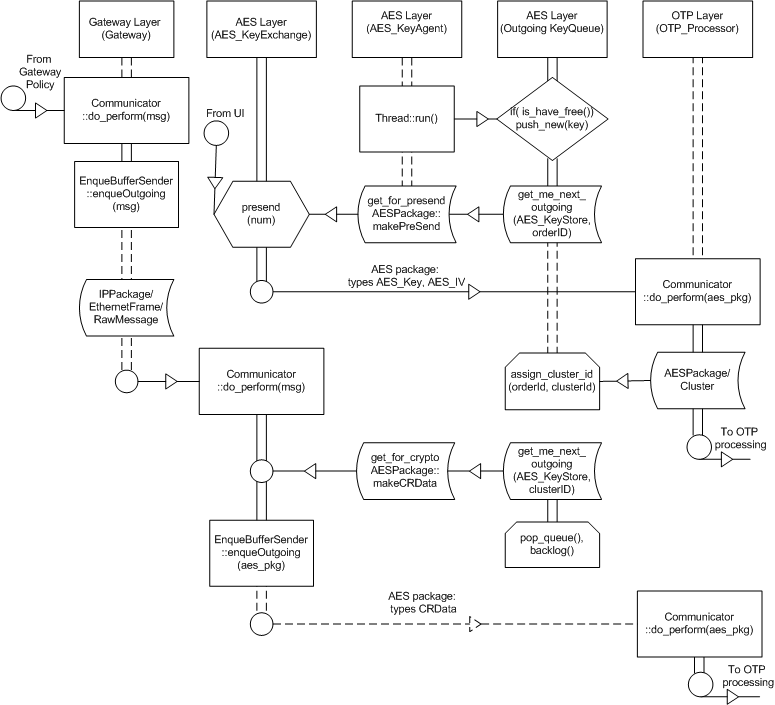 Gateway Layer
(Gateway)
AES Layer
(AES_KeyExchange)
AES Layer
(AES_KeyAgent)
AES Layer
(Outgoing KeyQueue)
OTP Layer
(OTP_Processor)
From
Gateway
Policy
Communicator
::do_perform(msg)
From UI
Thread::run()
if( is_have_free())
push_new(key)
EnqueBufferSender
::enqueOutgoing
(msg)
presend
(num)
get_for_presend
AESPackage::
makePreSend
get_me_next_
outgoing
(AES_KeyStore,
orderID)
AES package:
types AES_Key, AES_IV
Communicator
::do_perform(aes_pkg)
IPPackage/
EthernetFrame/
RawMessage
Communicator
::do_perform(msg)
assign_cluster_id
(orderId, clusterId)
AESPackage/
Cluster
To OTP
processing
get_for_crypto
AESPackage::
makeCRData
get_me_next_
outgoing
(AES_KeyStore,
clusterID)
EnqueBufferSender
::enqueOutgoing
(aes_pkg)
pop_queue(),
backlog()
AES package:
types CRData
Communicator
::do_perform(aes_pkg)
To OTP
processing